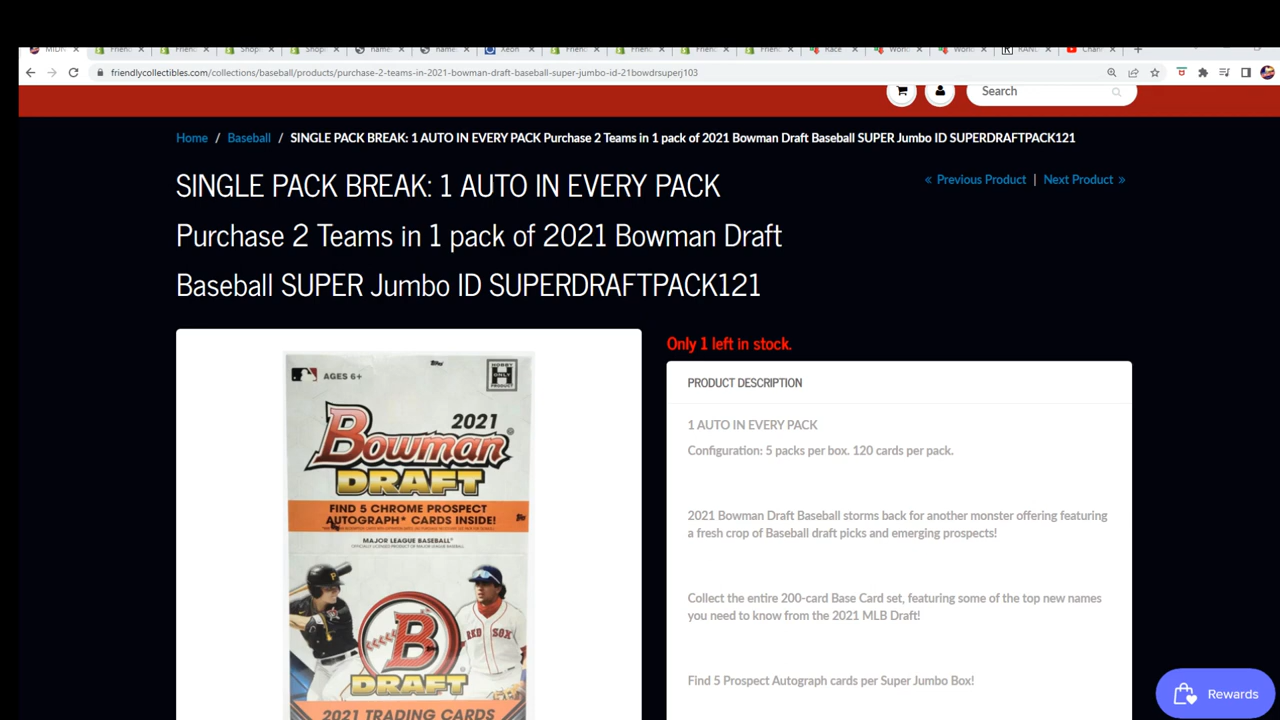 friendlycollectibles.com/collections/baseball/products/purchase-2-teams-in-2021-bowman-draft-baseball-super-jumbo-id-21bowdrsuperj103
Search
Home / Baseball / SINGLE PACK BREAK: 1 AUTO IN EVERY PACK Purchase 2 Teams in 1 pack of 2021 Bowman Draft Baseball SUPER Jumbo ID SUPERDRAFTPACK121
« Previous Product | Next Product »
SINGLE PACK BREAK: 1 AUTO IN EVERY PACK
Purchase 2 Teams in 1 pack of 2021 Bowman Draft
Baseball SUPER Jumbo ID SUPERDRAFTPACK121
AGES 6+
HOBBY
ONLY
PRODUCT
2021
Bowman
DRAFT
FIND 5 CHROME PROSPECT
AUTOGRAPH* CARDS INSIDE!
MAJOR LEAGUE BASEBALL
RED SOX
B
DRAFT
2021 TRADING CARDS
Only 1 left in stock.
PRODUCT DESCRIPTION
1 AUTO IN EVERY PACK
Configuration: 5 packs per box. 120 cards per pack.
2021 Bowman Draft Baseball storms back for another monster offering featuring
a fresh crop of Baseball draft picks and emerging prospects!
Collect the entire 200-card Base Card set, featuring some of the top new names
you need to know from the 2021 MLB Draft!
Find 5 Prospect Autograph cards per Super Jumbo Box!
Rewards